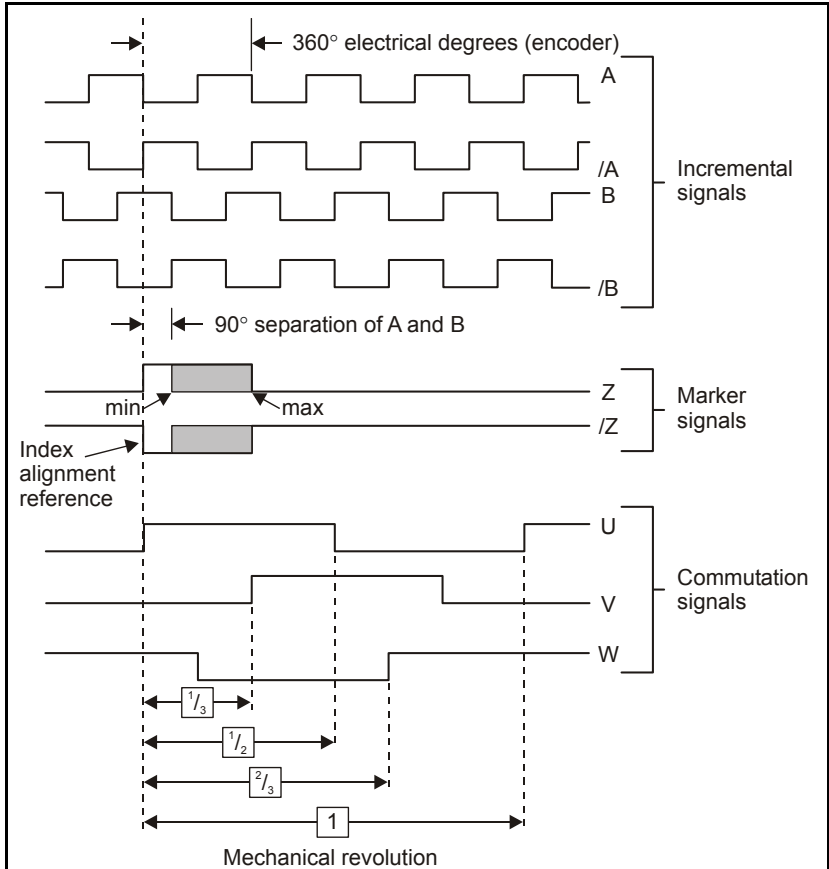 360° electrical degrees (encoder)
A
/A
B
/B
Incremental
signals
90° separation of A and B
Z
min
max
/Z
Marker
signals
Index
alignment
reference
U
V
W
Commutation
signals
1/3
1/2
2/3
1
Mechanical revolution